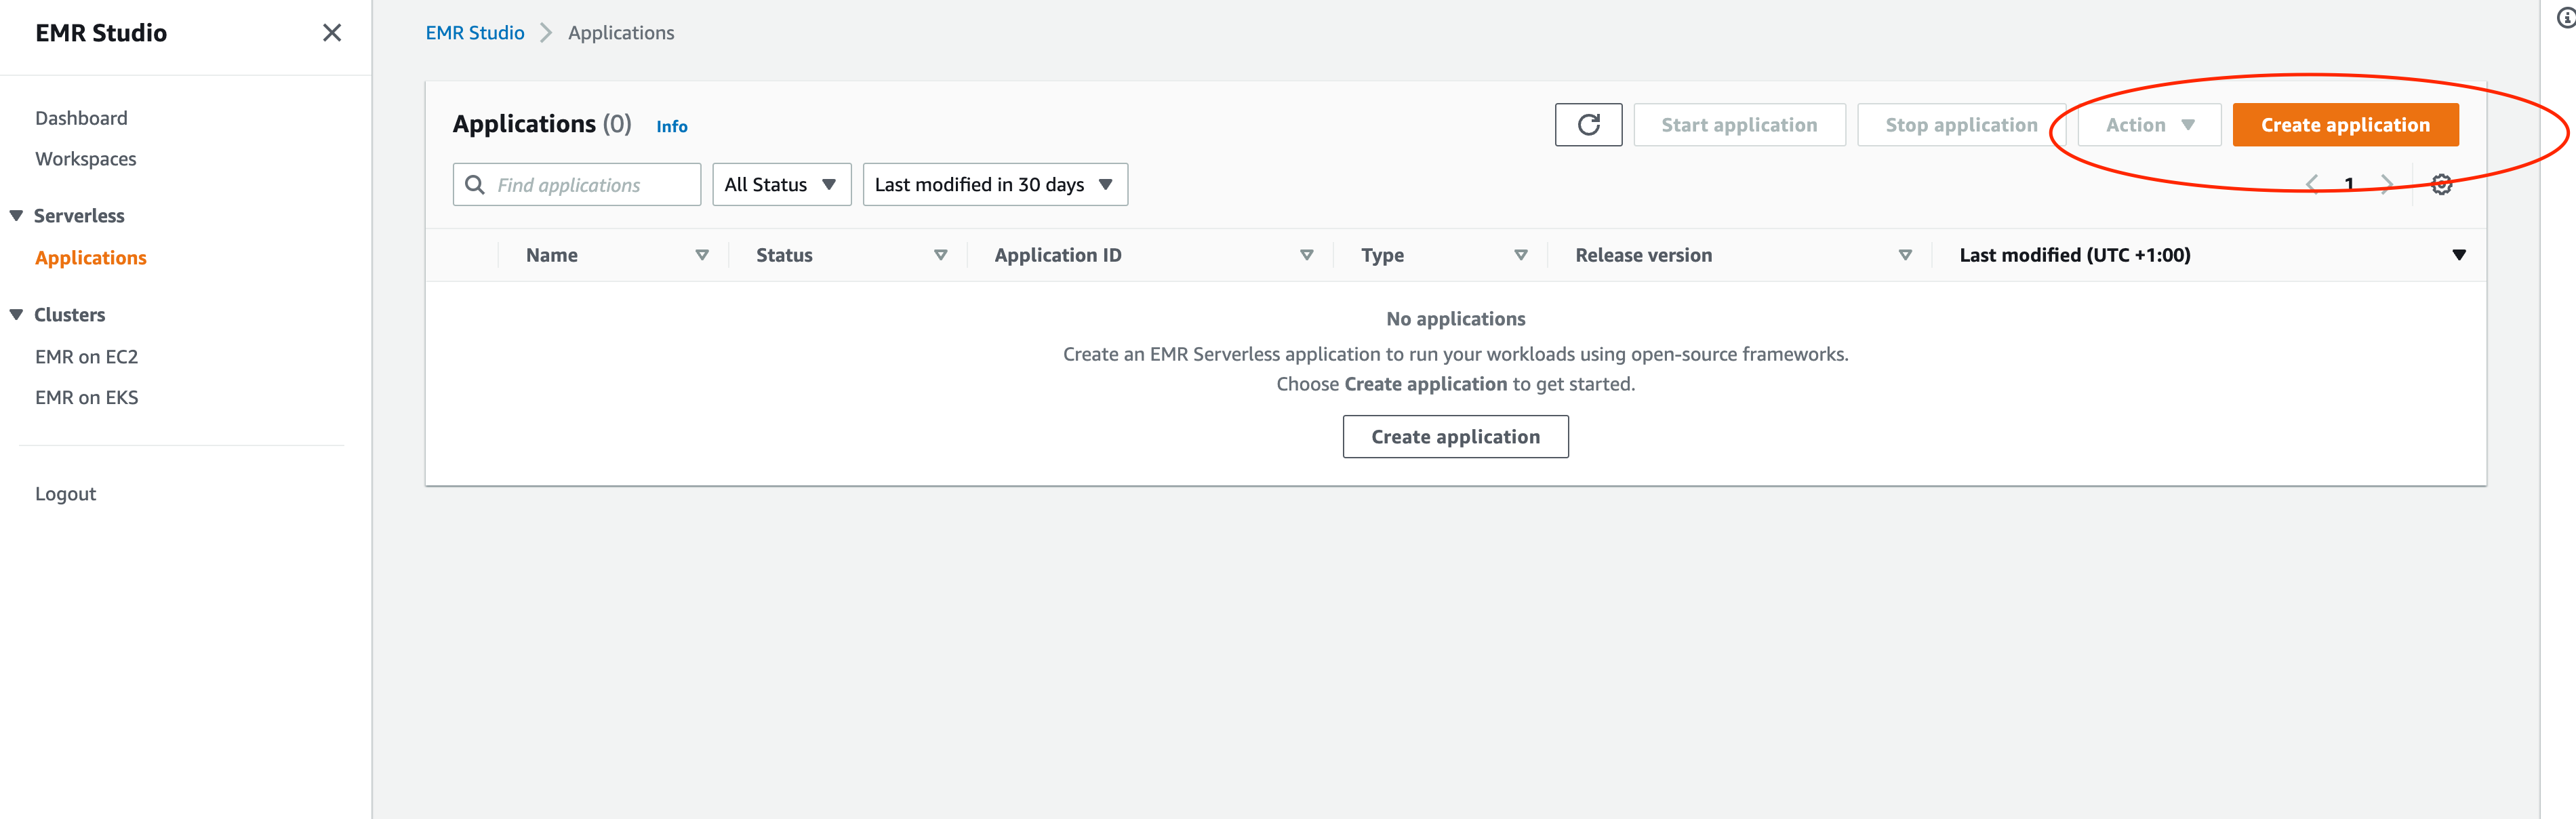 EMR Studio
Dashboard
Workspaces
Serverless
Applications
Clusters
EMR on EC2
EMR on EKS
Logout
EMR Studio Applications
Applications (0) Info
Start application Stop application Action Create application
Find applications All Status Last modified in 30 days 1
Name Status Application ID Type Release version Last modified (UTC +1:00)
No applications
Create an EMR Serverless application to run your workloads using open-source frameworks.
Choose Create application to get started.
Create application